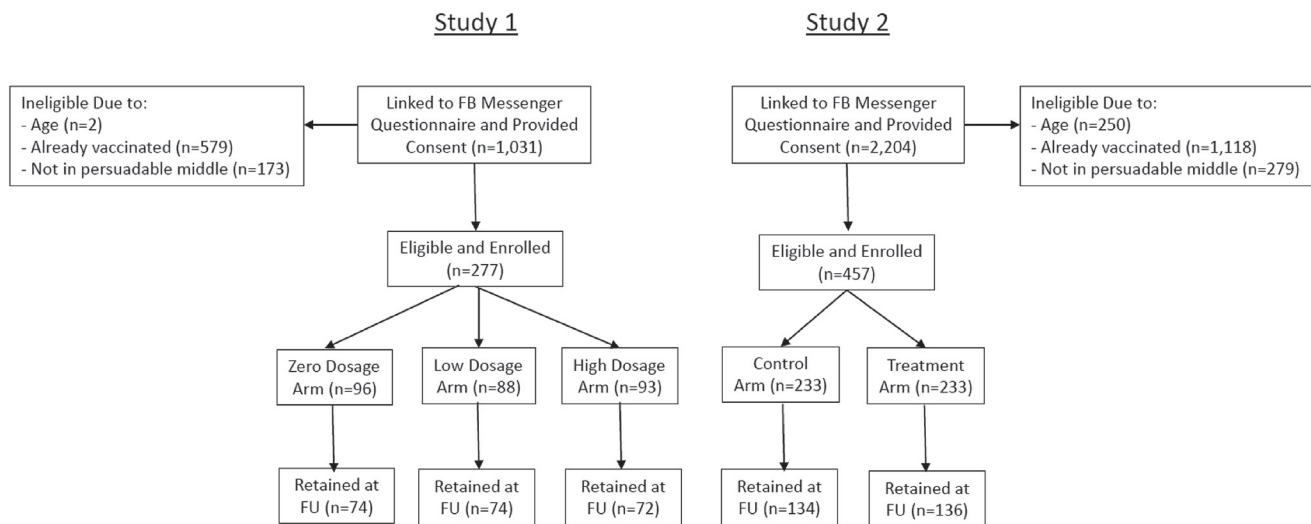 Study 1
Ineligible Due to:
- Age (n=2)
- Already vaccinated (n=579)
- Not in persuadable middle (n=173)
Linked to FB Messenger
Questionnaire and Provided
Consent (n=1,031)
Eligible and Enrolled
(n=277)
Zero Dosage
Arm (n=96)
Low Dosage
Arm (n=88)
High Dosage
Arm (n=93)
Retained at
FU (n=74)
Retained at
FU (n=74)
Retained at
FU (n=72)
Study 2
Linked to FB Messenger
Questionnaire and Provided
Consent (n=2,204)
Ineligible Due to:
- Age (n=250)
- Already vaccinated (n=1,118)
- Not in persuadable middle (n=279)
Eligible and Enrolled
(n=457)
Control
Arm (n=233)
Treatment
Arm (n=233)
Retained at
FU (n=134)
Retained at
FU (n=136)